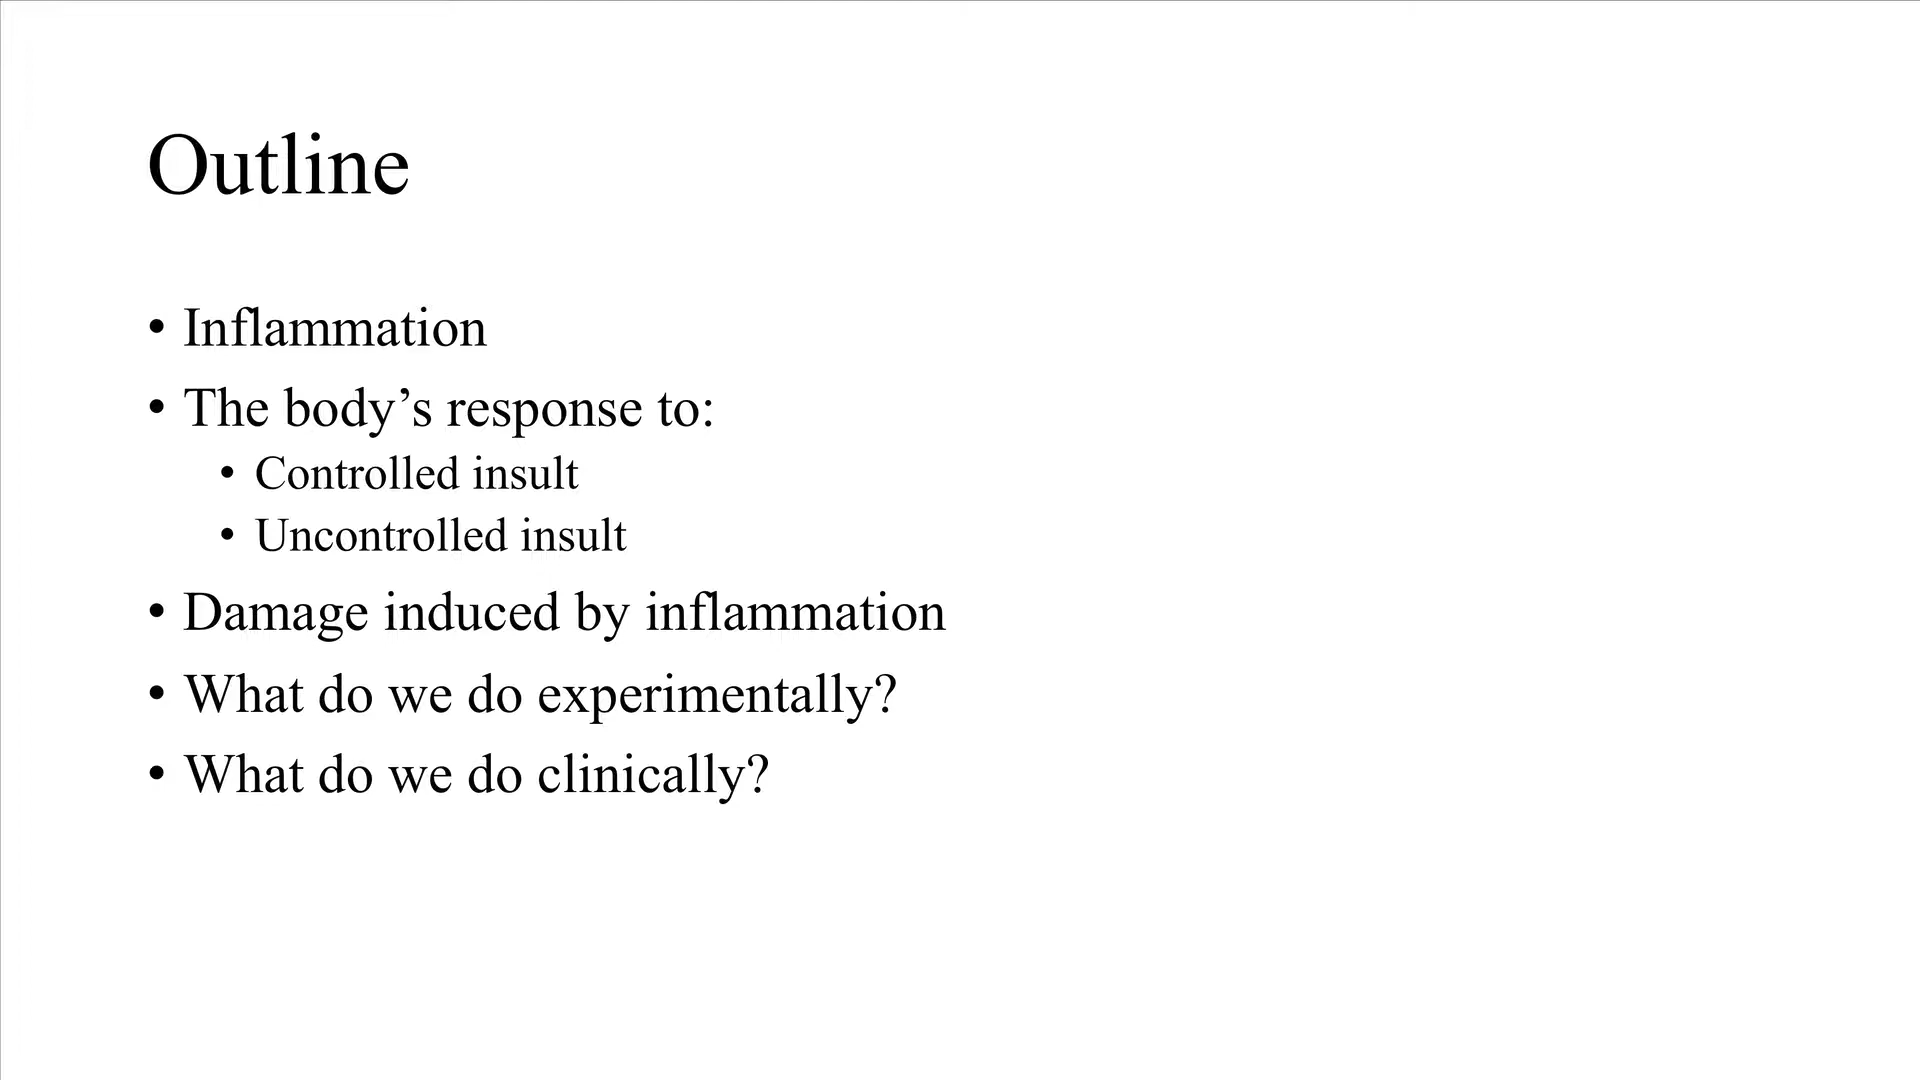 Outline
• Inflammation
• The body’s response to:
• Controlled insult
• Uncontrolled insult
• Damage induced by inflammation
• What do we do experimentally?
• What do we do clinically?